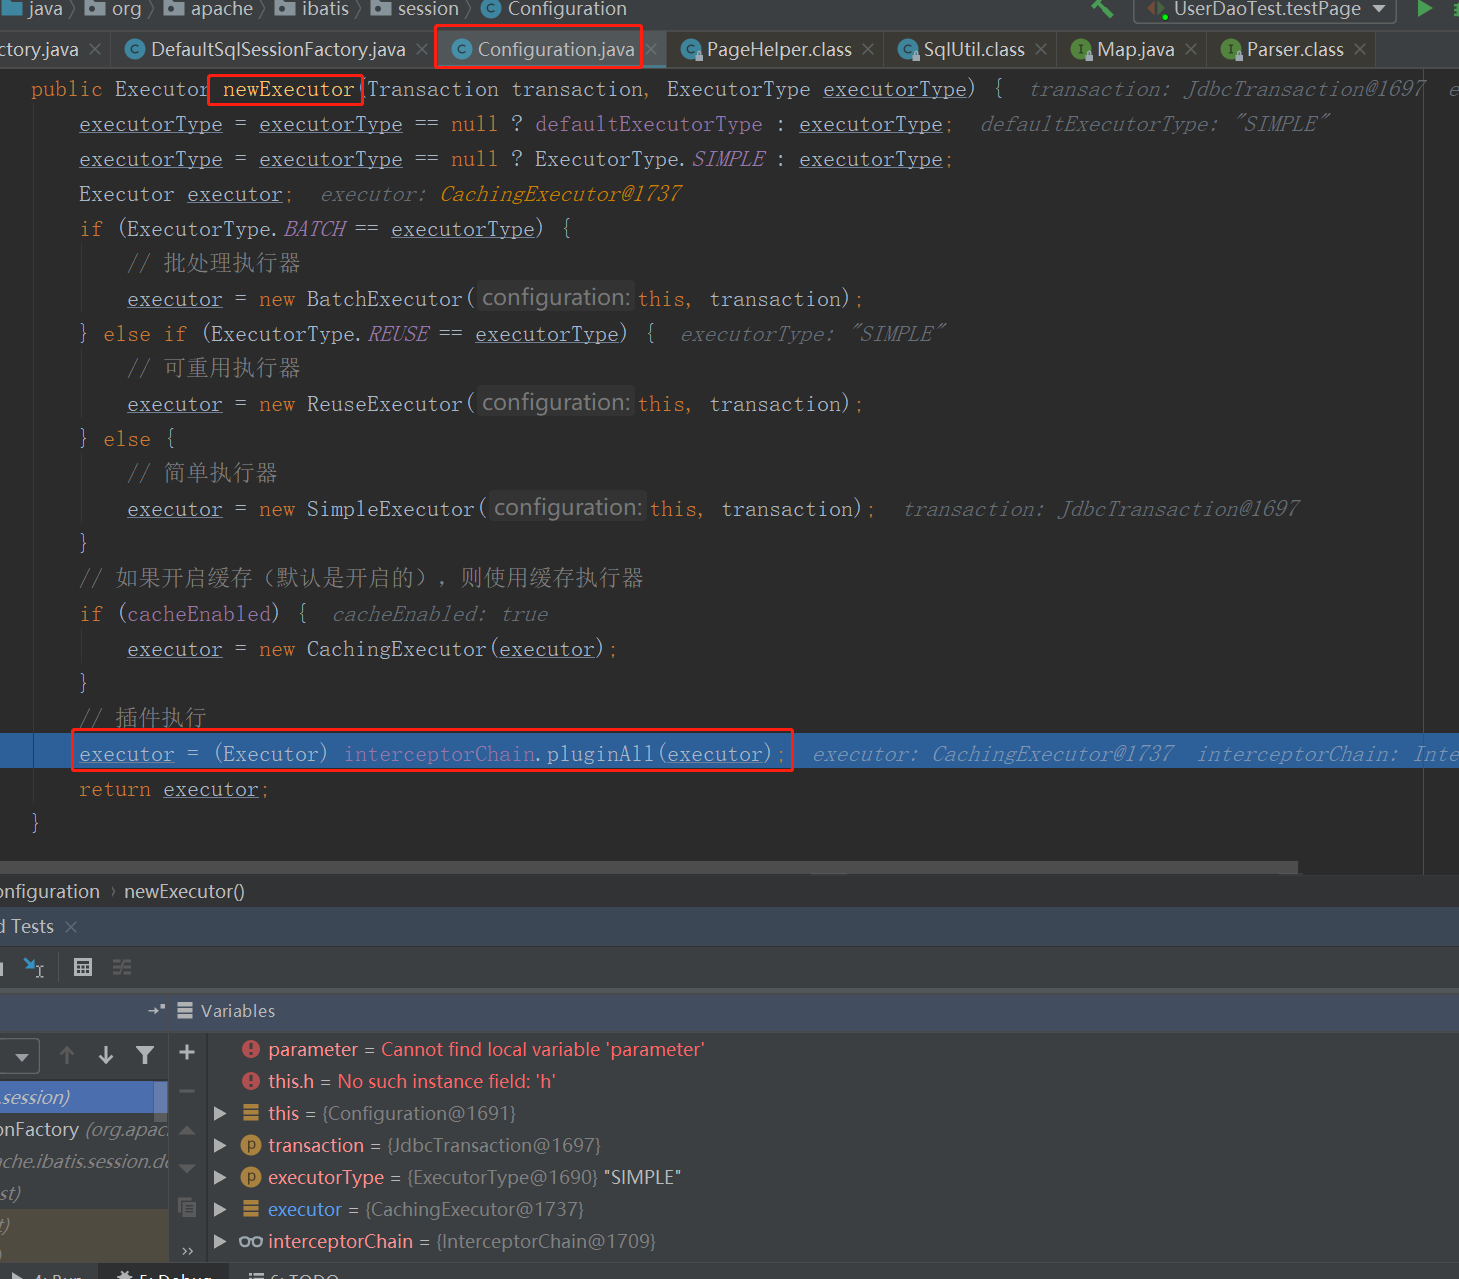 java org apache ibatis session Configuration UserDaoTest.testPage
ctory.java DefaultSqlSessionFactory.java Configuration.java PageHelper.class SqlUtil.class Map.java Parser.class
public Executor newExecutor(Transaction transaction, ExecutorType executorType) { transaction: JdbcTransaction@1697 e
executorType = executorType == null ? defaultExecutorType : executorType; defaultExecutorType: "SIMPLE"
executorType = executorType == null ? ExecutorType.SIMPLE : executorType;
Executor executor; executor: CachingExecutor@1737
if (ExecutorType.BATCH == executorType) {
// 批处理执行器
executor = new BatchExecutor( configuration: this, transaction);
} else if (ExecutorType.REUSE == executorType) { executorType: "SIMPLE"
// 可重用执行器
executor = new ReuseExecutor( configuration: this, transaction);
} else {
// 简单执行器
executor = new SimpleExecutor( configuration: this, transaction); transaction: JdbcTransaction@1697
}
// 如果开启缓存（默认是开启的），则使用缓存执行器
if (cacheEnabled) { cacheEnabled: true
executor = new CachingExecutor(executor);
}
// 插件执行
executor = (Executor) interceptorChain.pluginAll(executor); executor: CachingExecutor@1737 interceptorChain: Inte
return executor;
}
onfiguration › newExecutor()
d Tests
Variables
parameter = Cannot find local variable 'parameter'
this.h = No such instance field: 'h'
.session)
this = {Configuration@1691}
onFactory (org.apac
transaction = {JdbcTransaction@1697}
che.ibatis.session.de
executorType = {ExecutorType@1690} "SIMPLE"
st)
executor = {CachingExecutor@1737}
t)
interceptorChain = {InterceptorChain@1709}
4: Run 5: Debug 6: TODO